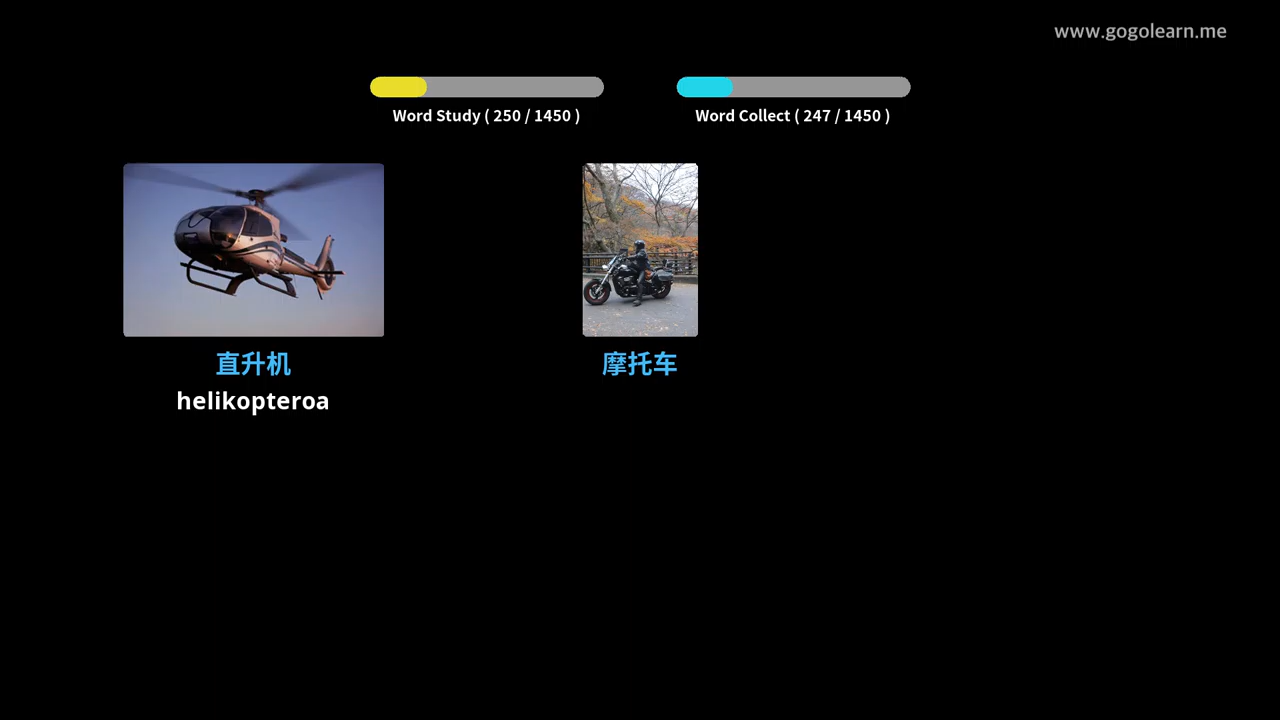 www.gogolearn.me
Word Study ( 250 / 1450 )
Word Collect ( 247 / 1450 )
直升机
helikopteroa
摩托车